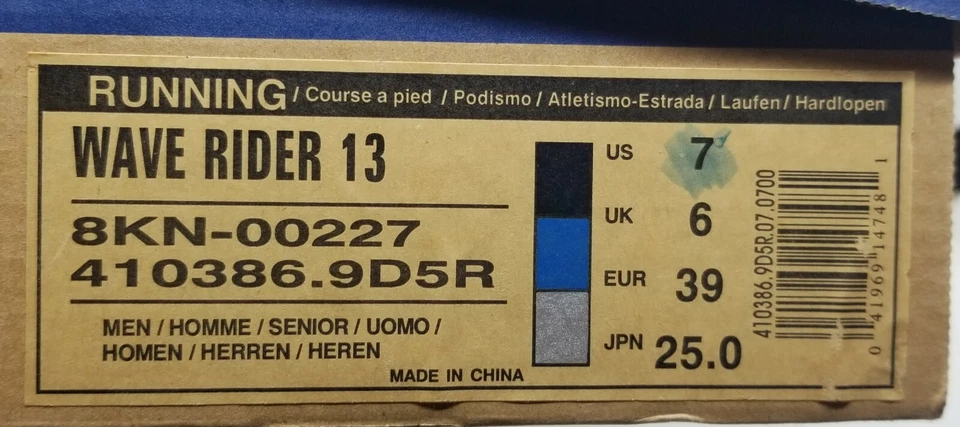 RUNNING / Course a pied / Podismo / Atletismo-Estrada / Laufen / Hardlopen
WAVE RIDER 13
8KN-00227
410386.9D5R
MEN / HOMME / SENIOR / UOMO /
HOMEN / HERREN / HEREN
MADE IN CHINA
US 7
UK 6
EUR 39
JPN 25.0
410386.9D5R.07.0700
0 41969 14748 1